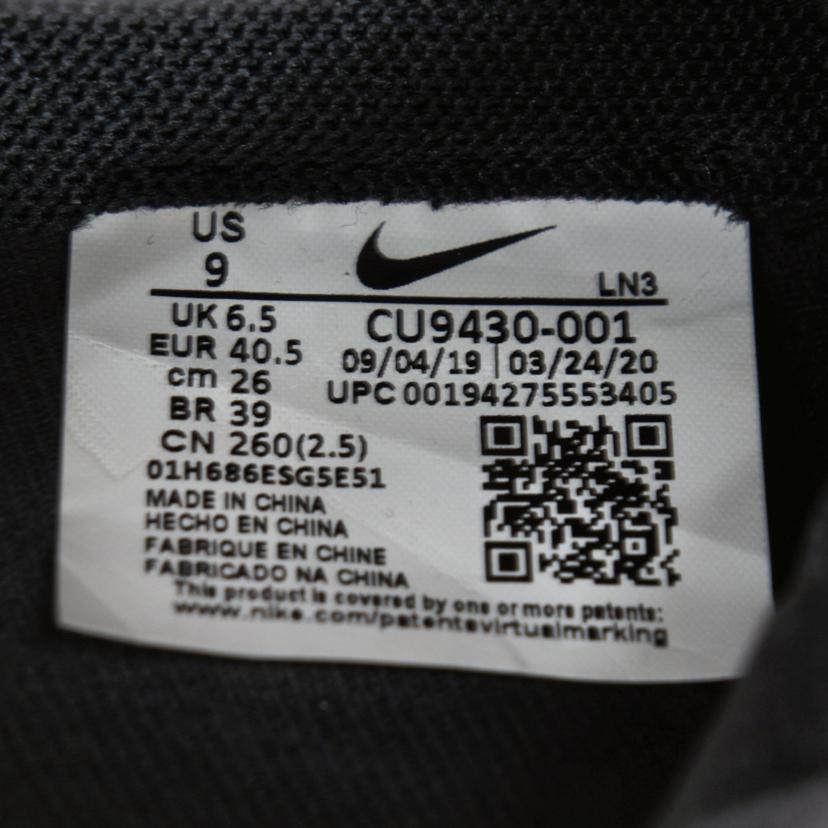 US
9
LN3
UK 6.5
EUR 40.5
cm 26
BR 39
CN 260(2.5)
CU9430-001
09/04/19 | 03/24/20
UPC 00194275553405
01H686ESG5E51
MADE IN CHINA
HECHO EN CHINA
FABRIQUE EN CHINE
FABRICADO NA CHINA
This product is covered by one or more patents:
www.nike.com/patentsvirtualmarking